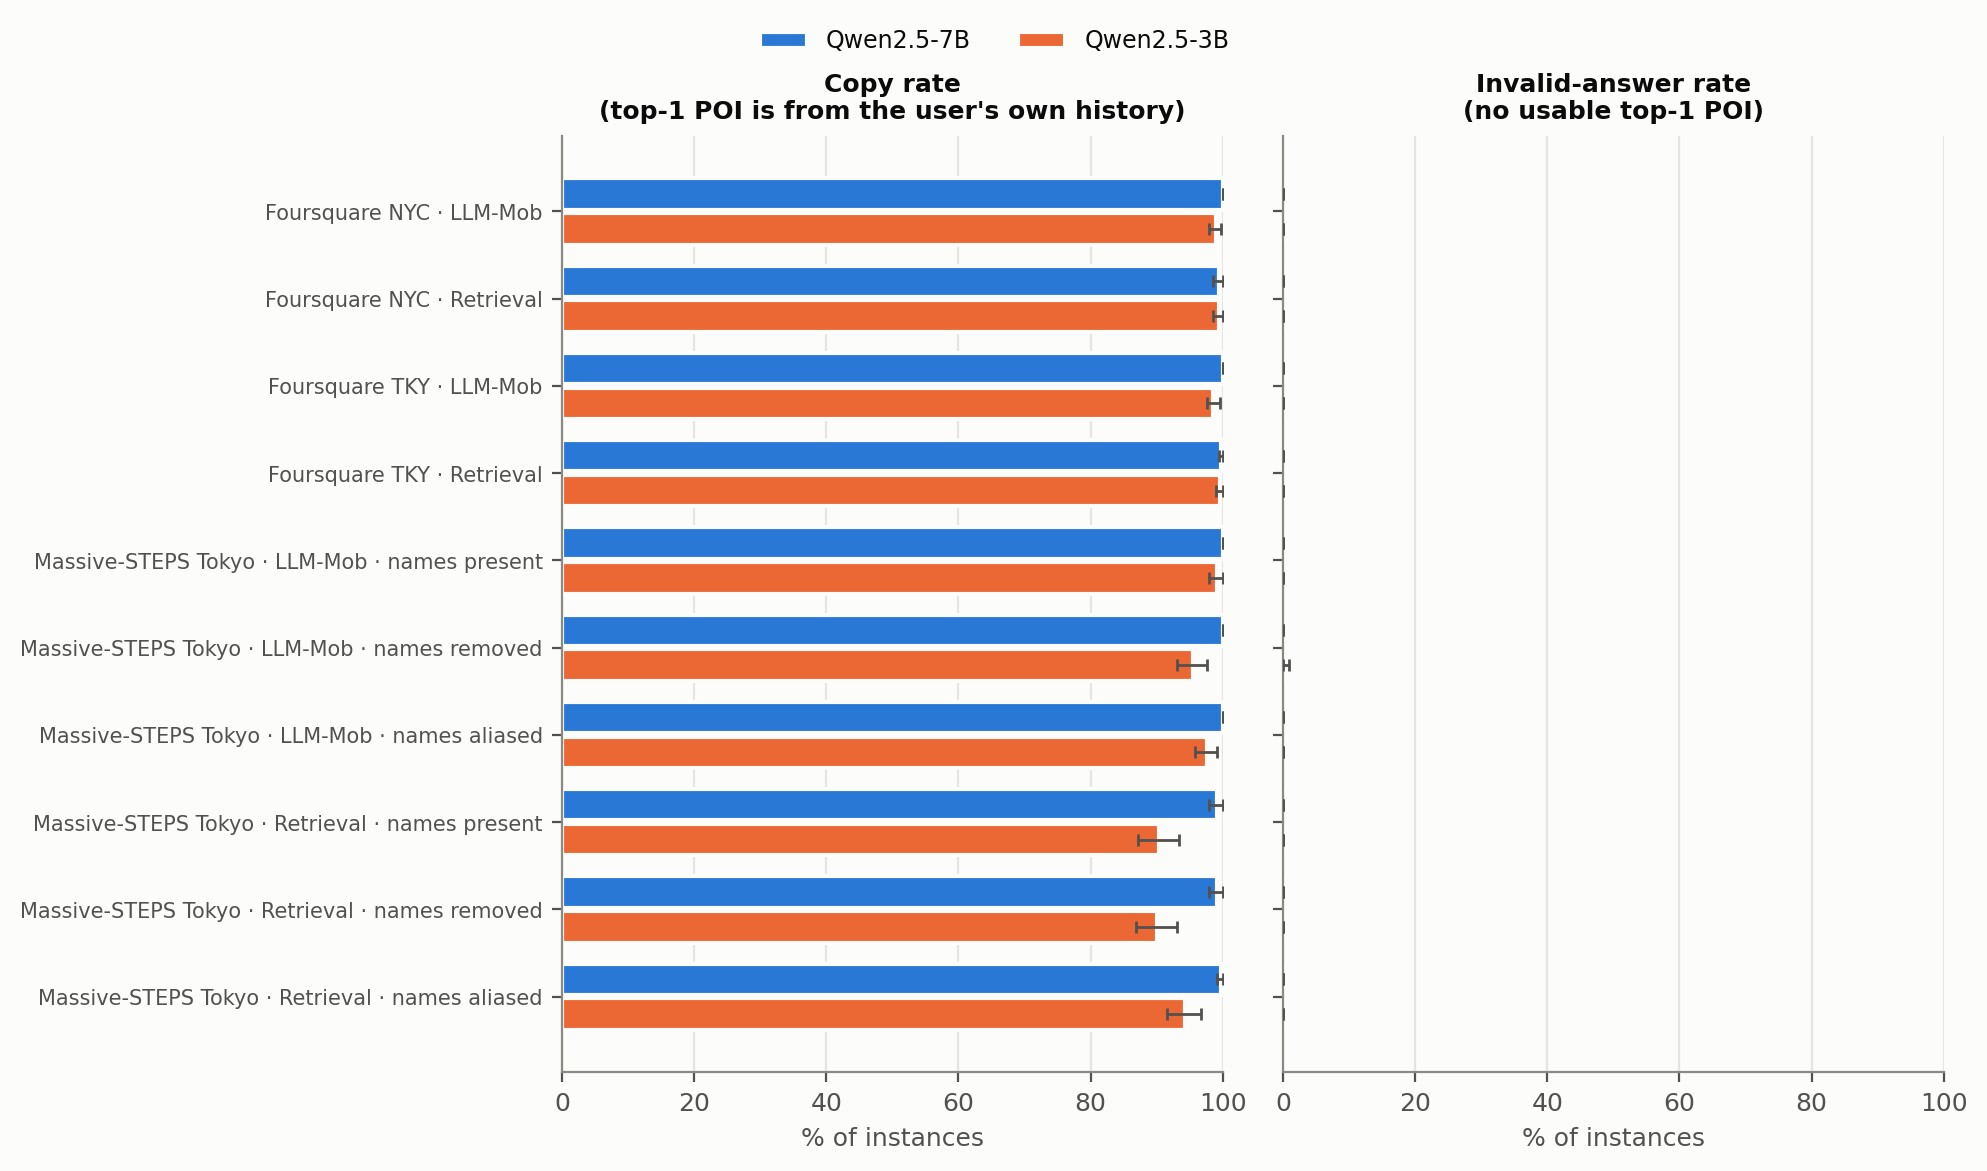 Qwen2.5-7B
Qwen2.5-3B
Copy rate
(top-1 POI is from the user's own history)
Invalid-answer rate
(no usable top-1 POI)
Foursquare NYC · LLM-Mob
Foursquare NYC · Retrieval
Foursquare TKY · LLM-Mob
Foursquare TKY · Retrieval
Massive-STEPS Tokyo · LLM-Mob · names present
Massive-STEPS Tokyo · LLM-Mob · names removed
Massive-STEPS Tokyo · LLM-Mob · names aliased
Massive-STEPS Tokyo · Retrieval · names present
Massive-STEPS Tokyo · Retrieval · names removed
Massive-STEPS Tokyo · Retrieval · names aliased
0 20 40 60 80 100
% of instances
0 20 40 60 80 100
% of instances